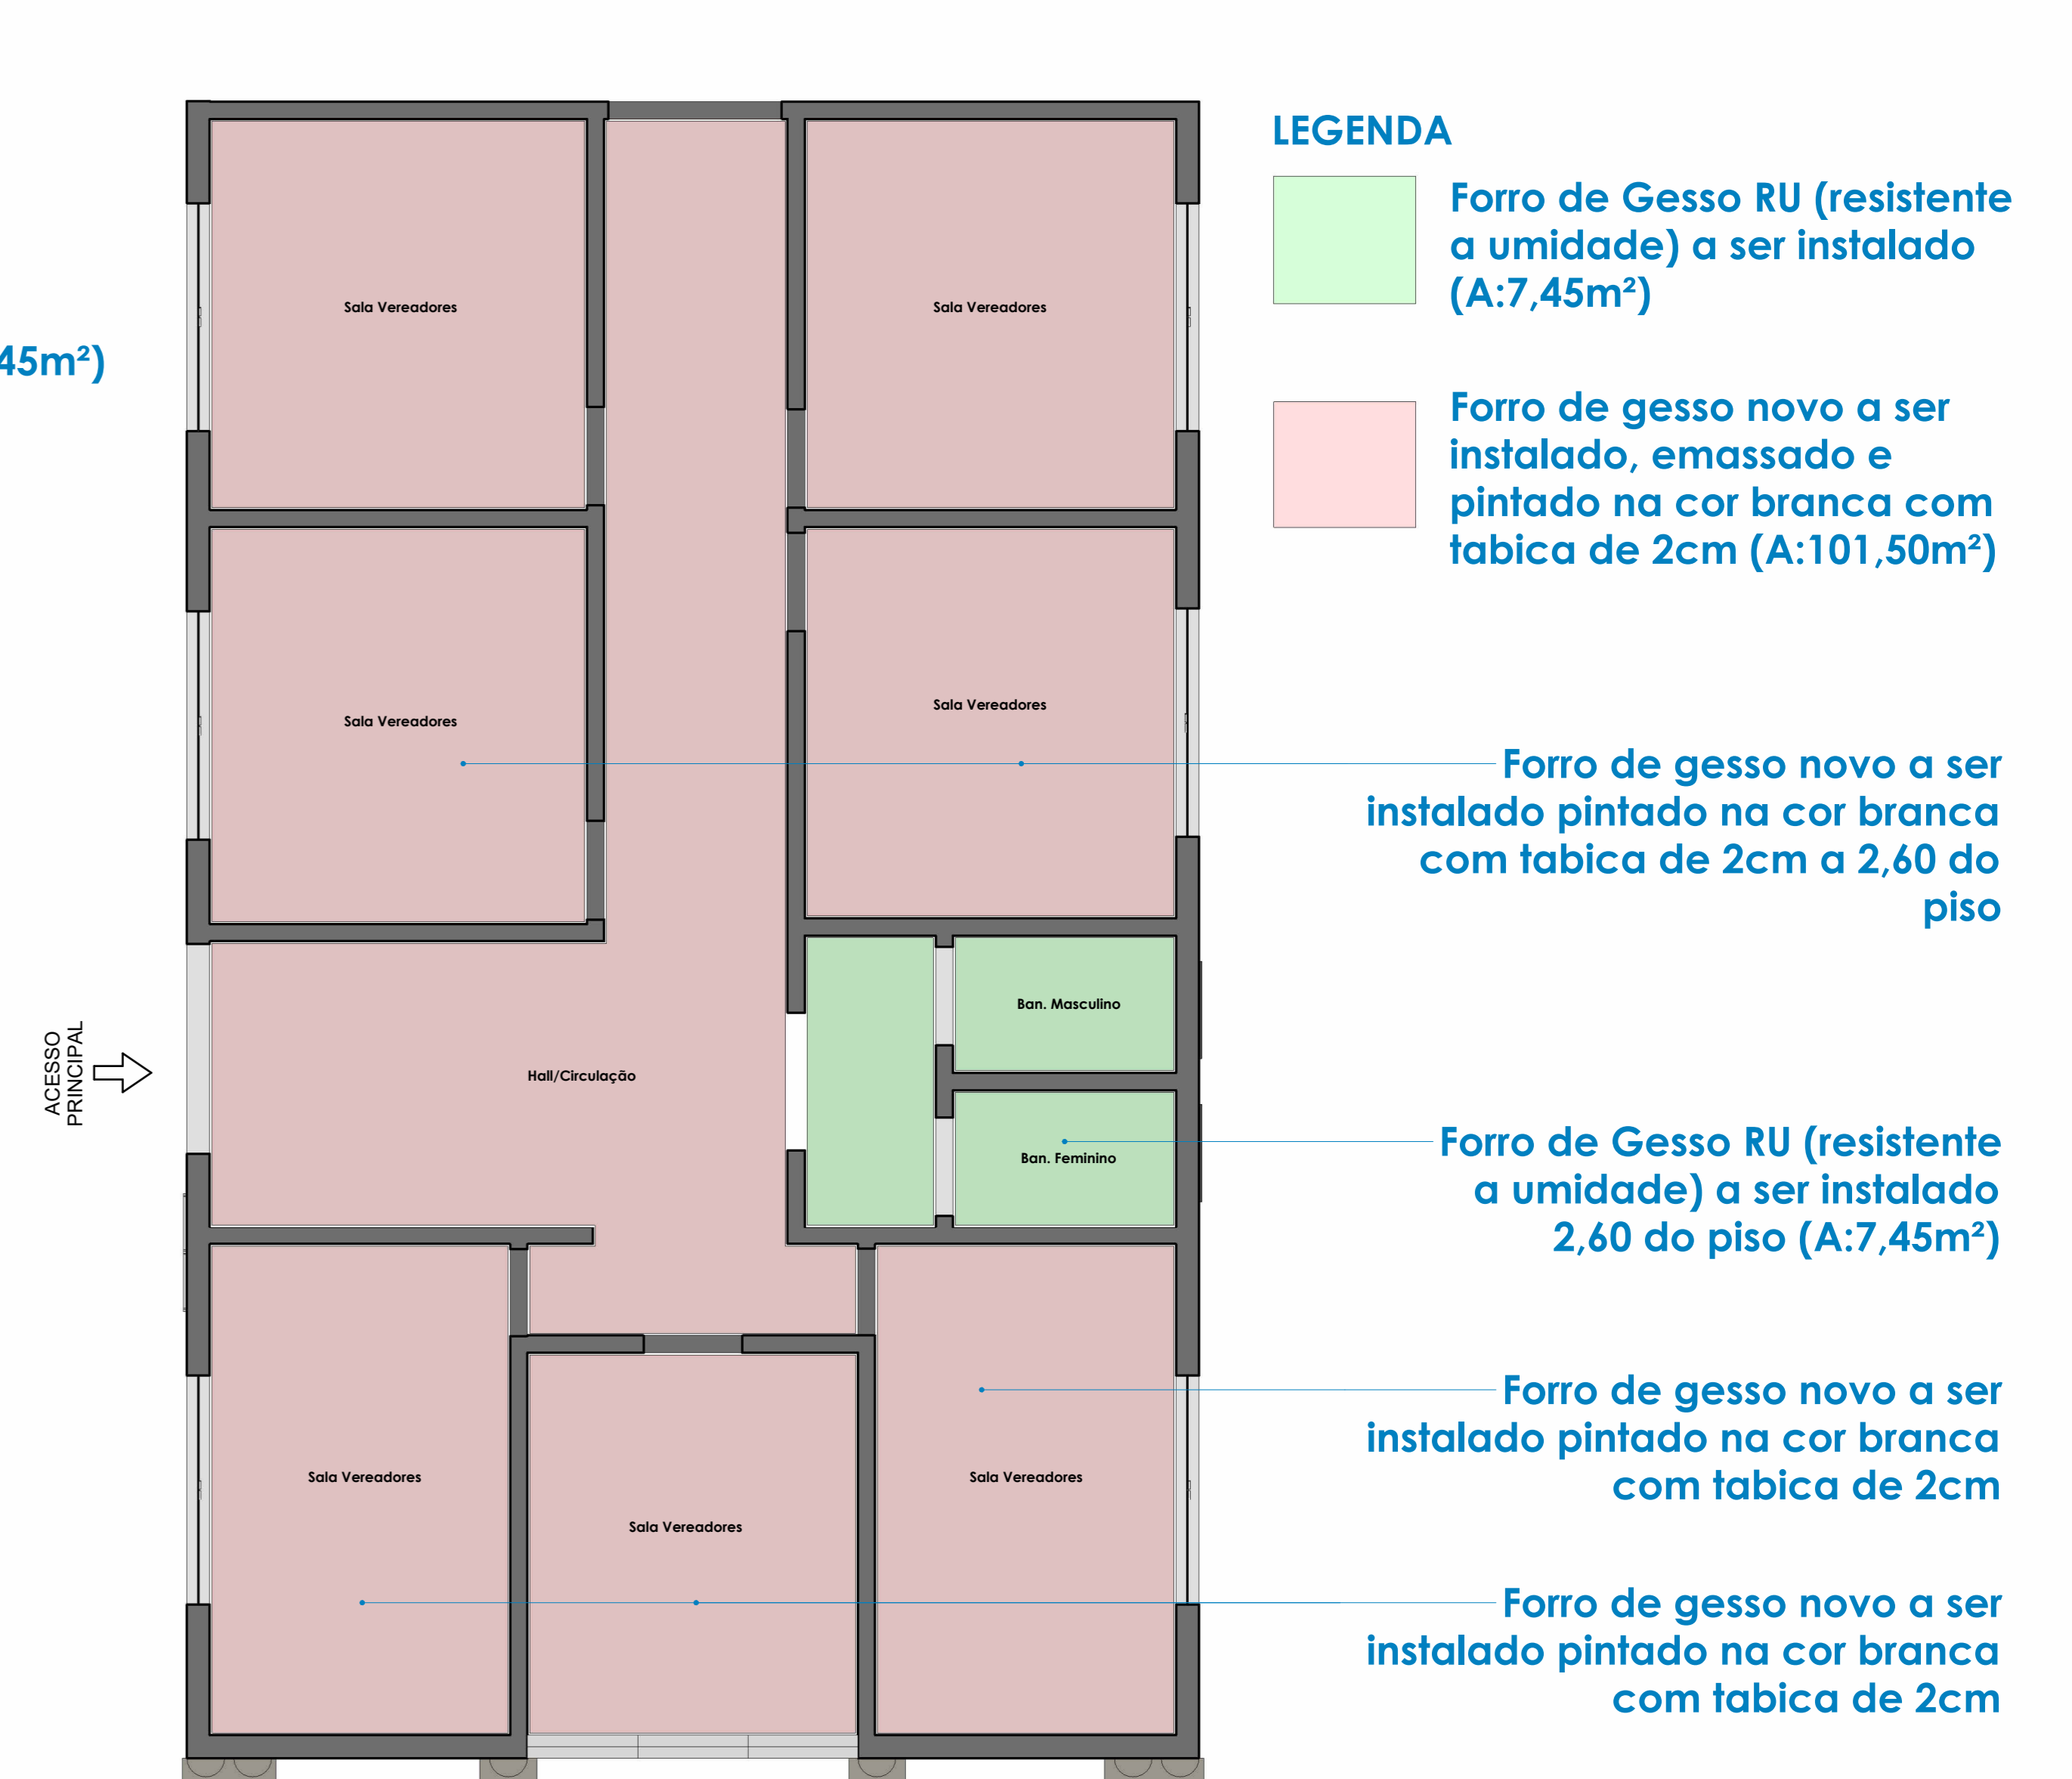 LEGENDA
Forro de Gesso RU (resistente
a umidade) a ser instalado
(A:7,45m²)
45m²)
Forro de gesso novo a ser
instalado, emassado e
pintado na cor branca com
tabica de 2cm (A:101,50m²)
Sala Vereadores
Sala Vereadores
Sala Vereadores
Sala Vereadores
Forro de gesso novo a ser
instalado pintado na cor branca
com tabica de 2cm a 2,60 do
piso
ACESSO
PRINCIPAL
Hall/Circulação
Ban. Masculino
Ban. Feminino
Forro de Gesso RU (resistente
a umidade) a ser instalado
2,60 do piso (A:7,45m²)
Forro de gesso novo a ser
instalado pintado na cor branca
com tabica de 2cm
Sala Vereadores
Sala Vereadores
Sala Vereadores
Forro de gesso novo a ser
instalado pintado na cor branca
com tabica de 2cm